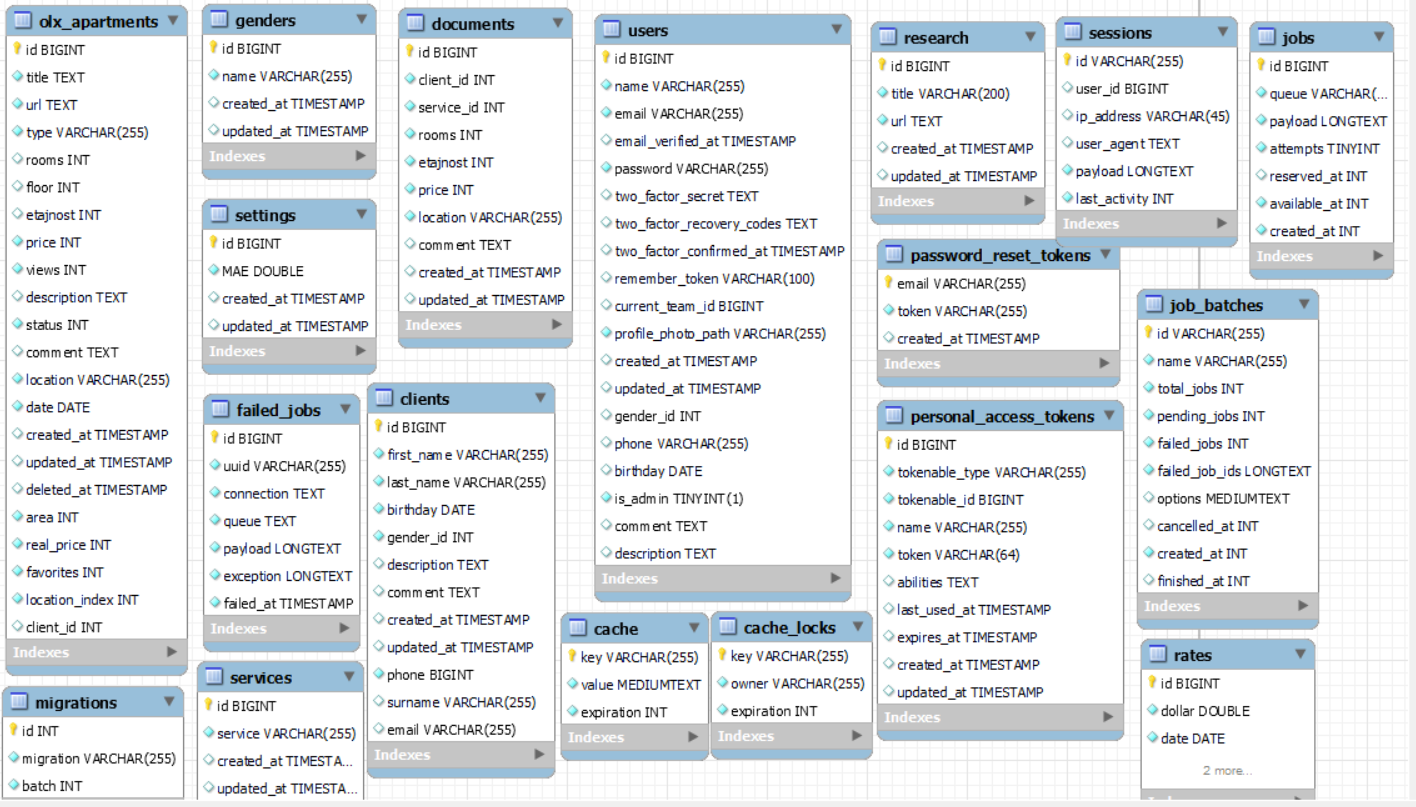 olx_apartments
id BIGINT
title TEXT
url TEXT
type VARCHAR(255)
rooms INT
floor INT
etajnost INT
price INT
views INT
description TEXT
status INT
comment TEXT
location VARCHAR(255)
date DATE
created_at TIMESTAMP
updated_at TIMESTAMP
deleted_at TIMESTAMP
area INT
real_price INT
favorites INT
location_index INT
client_id INT
Indexes
migrations
id INT
migration VARCHAR(255)
batch INT
genders
id BIGINT
name VARCHAR(255)
created_at TIMESTAMP
updated_at TIMESTAMP
Indexes
settings
id BIGINT
MAE DOUBLE
created_at TIMESTAMP
updated_at TIMESTAMP
Indexes
failed_jobs
id BIGINT
uuid VARCHAR(255)
connection TEXT
queue TEXT
payload LONGTEXT
exception LONGTEXT
failed_at TIMESTAMP
Indexes
services
id BIGINT
service VARCHAR(255)
created_at TIMESTA...
updated_at TIMESTA...
documents
id BIGINT
client_id INT
service_id INT
rooms INT
etajnost INT
price INT
location VARCHAR(255)
comment TEXT
created_at TIMESTAMP
updated_at TIMESTAMP
Indexes
clients
id BIGINT
first_name VARCHAR(255)
last_name VARCHAR(255)
birthday DATE
gender_id INT
description TEXT
comment TEXT
created_at TIMESTAMP
updated_at TIMESTAMP
phone BIGINT
surname VARCHAR(255)
email VARCHAR(255)
Indexes
users
id BIGINT
name VARCHAR(255)
email VARCHAR(255)
email_verified_at TIMESTAMP
password VARCHAR(255)
two_factor_secret TEXT
two_factor_recovery_codes TEXT
two_factor_confirmed_at TIMESTAMP
remember_token VARCHAR(100)
current_team_id BIGINT
profile_photo_path VARCHAR(255)
created_at TIMESTAMP
updated_at TIMESTAMP
gender_id INT
phone VARCHAR(255)
birthday DATE
is_admin TINYINT(1)
comment TEXT
description TEXT
Indexes
cache
key VARCHAR(255)
value MEDIUMTEXT
expiration INT
Indexes
cache_locks
key VARCHAR(255)
owner VARCHAR(255)
expiration INT
Indexes
research
id BIGINT
title VARCHAR(200)
url TEXT
created_at TIMESTAMP
updated_at TIMESTAMP
Indexes
sessions
id VARCHAR(255)
user_id BIGINT
ip_address VARCHAR(45)
user_agent TEXT
payload LONGTEXT
last_activity INT
Indexes
jobs
id BIGINT
queue VARCHAR(...
payload LONGTEXT
attempts TINYINT
reserved_at INT
available_at INT
created_at INT
Indexes
password_reset_tokens
email VARCHAR(255)
token VARCHAR(255)
created_at TIMESTAMP
Indexes
personal_access_tokens
id BIGINT
tokenable_type VARCHAR(255)
tokenable_id BIGINT
name VARCHAR(255)
token VARCHAR(64)
abilities TEXT
last_used_at TIMESTAMP
expires_at TIMESTAMP
created_at TIMESTAMP
updated_at TIMESTAMP
Indexes
job_batches
id VARCHAR(255)
name VARCHAR(255)
total_jobs INT
pending_jobs INT
failed_jobs INT
failed_job_ids LONGTEXT
options MEDIUMTEXT
cancelled_at INT
created_at INT
finished_at INT
Indexes
rates
id BIGINT
dollar DOUBLE
date DATE
2 more...